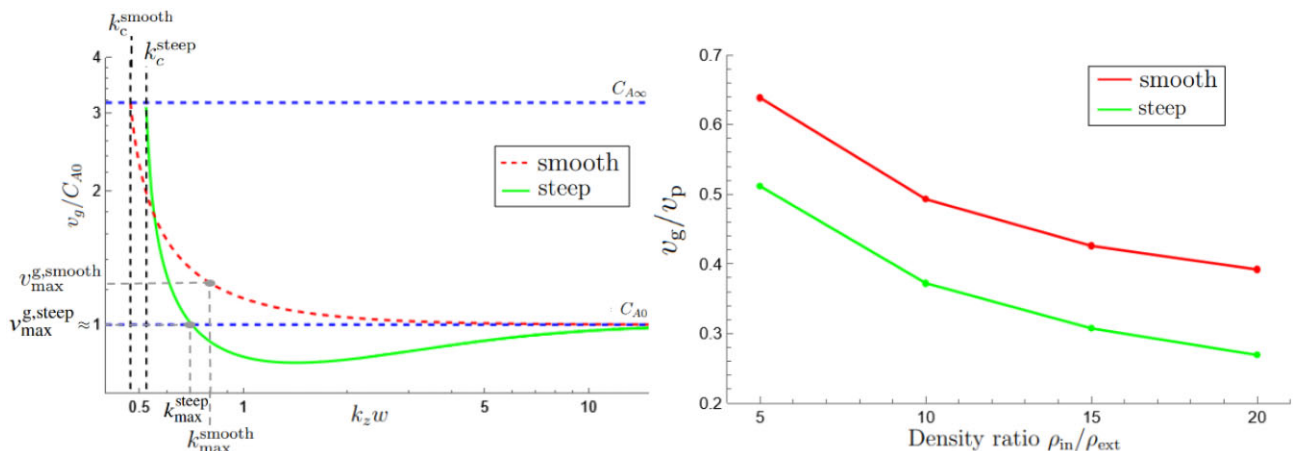 k_c^smooth
k_c^steep
4
3
2
v_g/C_A0
C_A∞
smooth
steep
v_max^g,smooth
v_max^g,steep ≈ 1
C_A0
0.5
1
5
10
k_z w
k_max^steep
k_max^smooth
0.7
0.6
0.5
0.4
0.3
0.2
v_g/v_p
smooth
steep
5
10
15
20
Density ratio ρ_in/ρ_ext